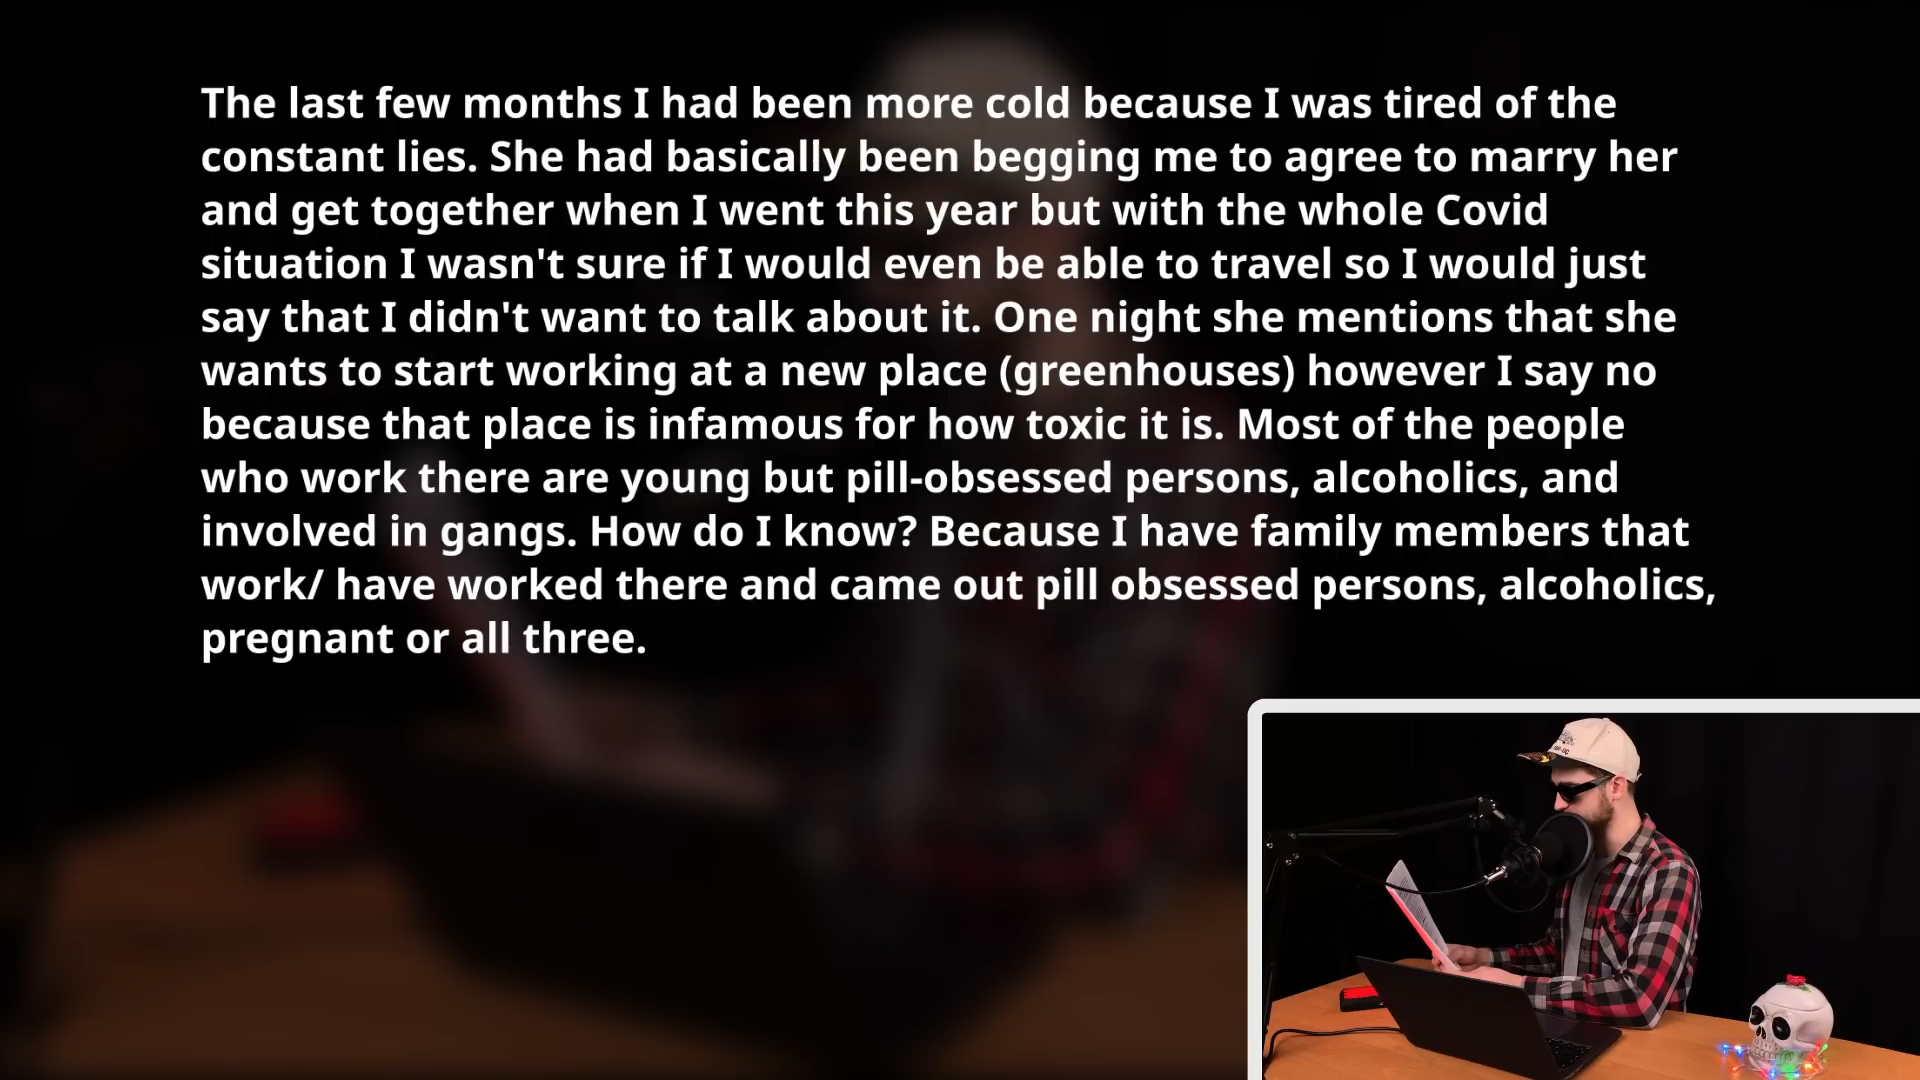 The last few months I had been more cold because I was tired of the
constant lies. She had basically been begging me to agree to marry her
and get together when I went this year but with the whole Covid
situation I wasn't sure if I would even be able to travel so I would just
say that I didn't want to talk about it. One night she mentions that she
wants to start working at a new place (greenhouses) however I say no
because that place is infamous for how toxic it is. Most of the people
who work there are young but pill-obsessed persons, alcoholics, and
involved in gangs. How do I know? Because I have family members that
work/ have worked there and came out pill obsessed persons, alcoholics,
pregnant or all three.